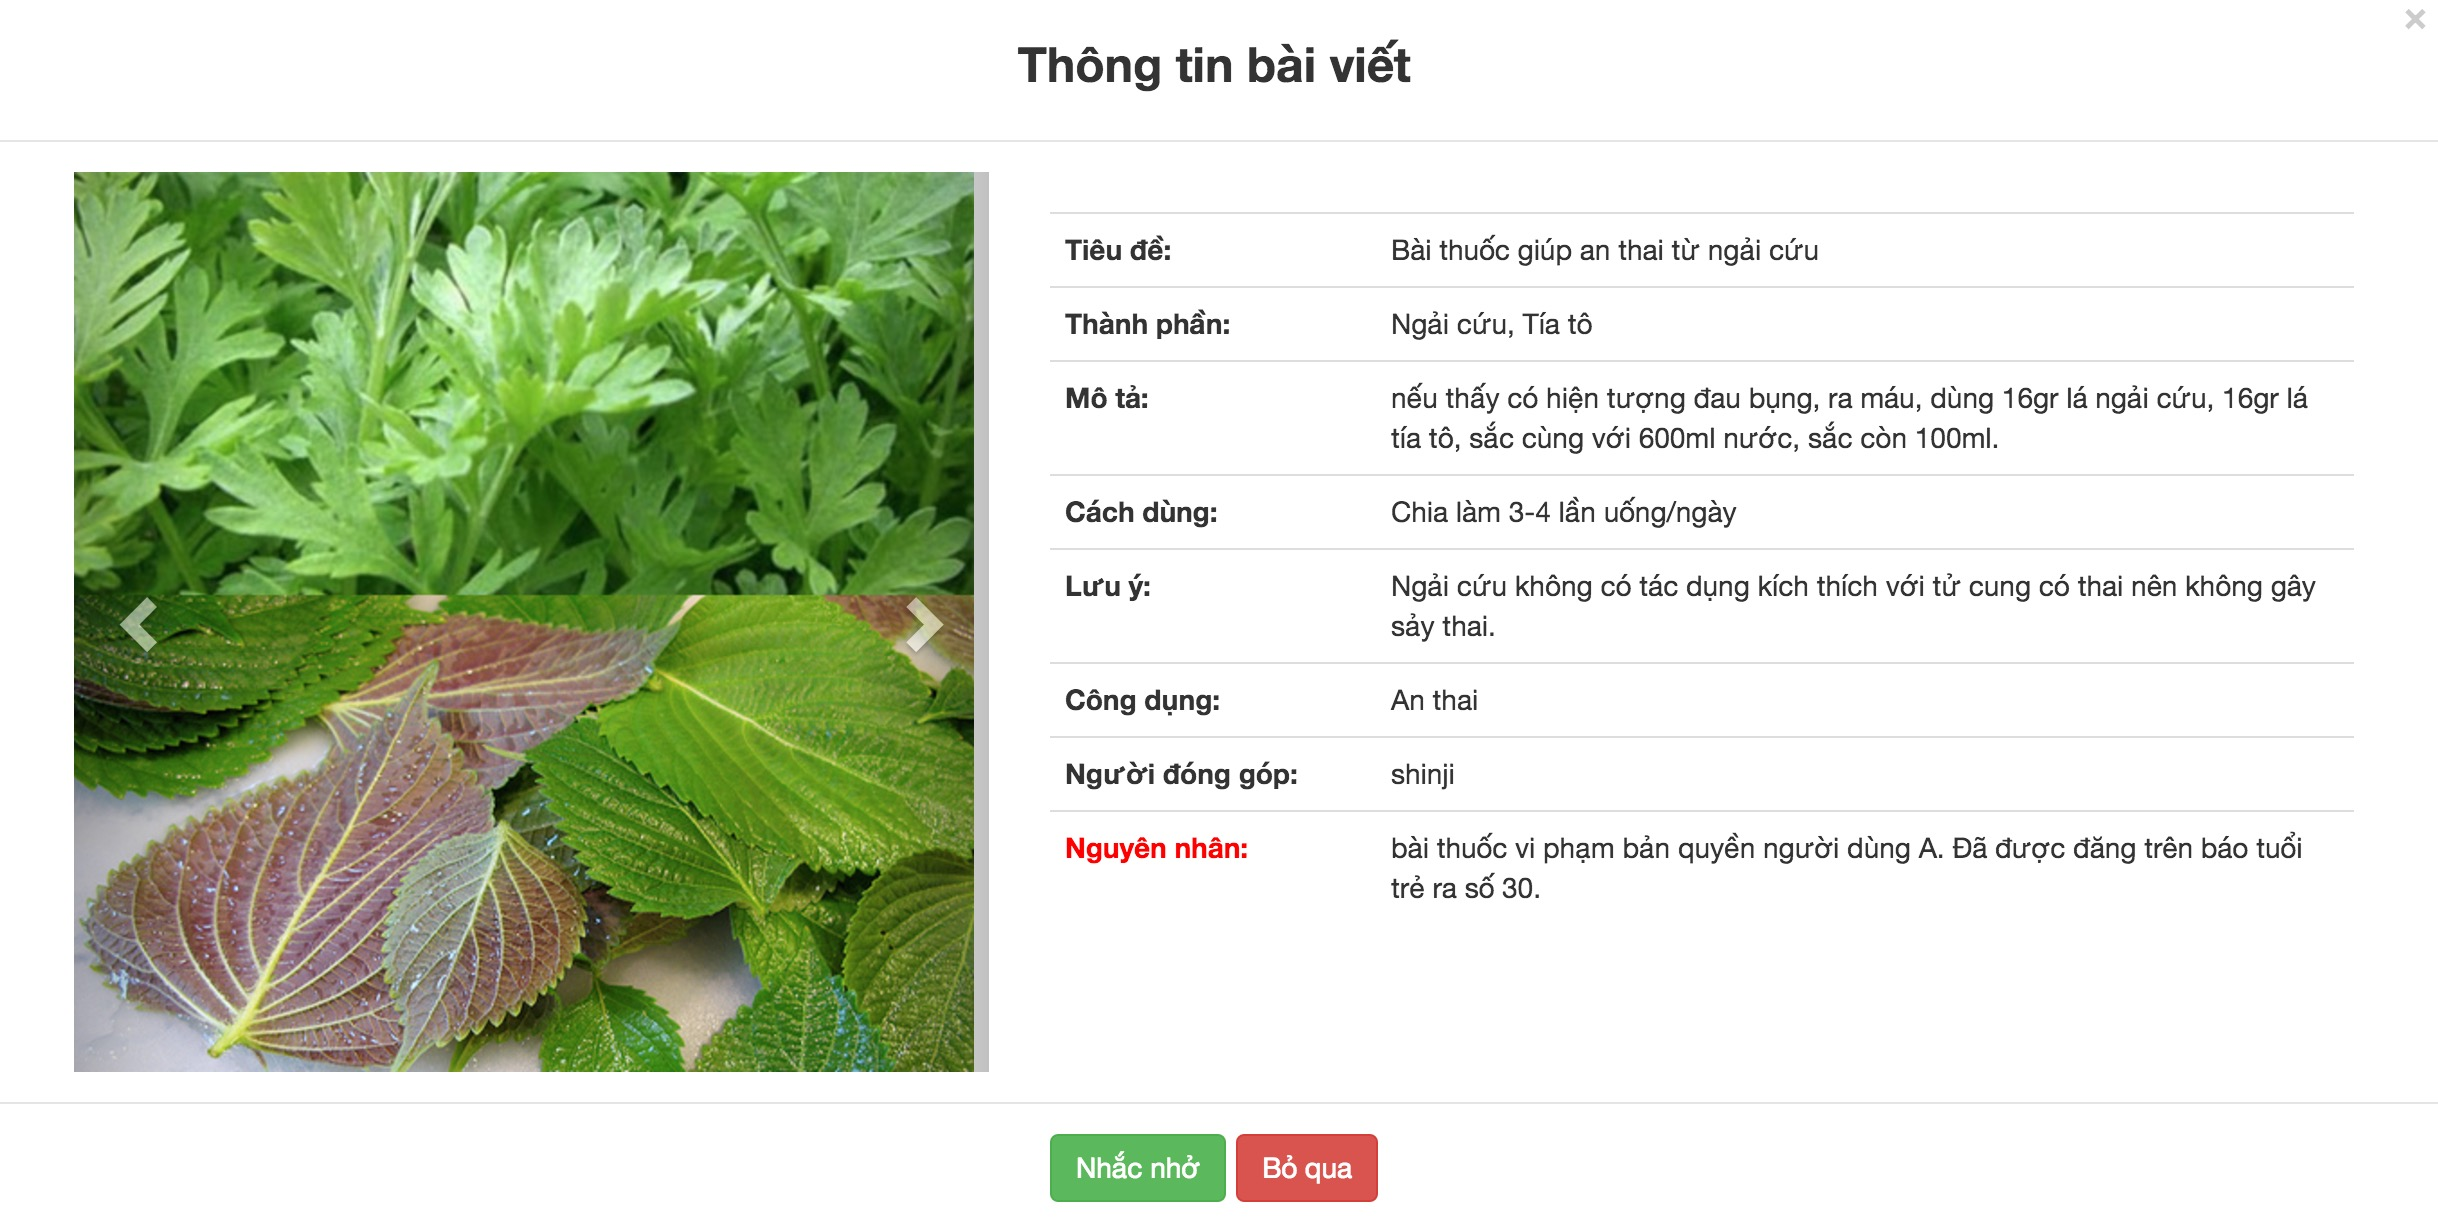 Thông tin bài viết
Tiêu đề: Bài thuốc giúp an thai từ ngải cứu
Thành phần: Ngải cứu, Tía tô
Mô tả: nếu thấy có hiện tượng đau bụng, ra máu, dùng 16gr lá ngải cứu, 16gr lá
tía tô, sắc cùng với 600ml nước, sắc còn 100ml.
Cách dùng: Chia làm 3-4 lần uống/ngày
Lưu ý: Ngải cứu không có tác dụng kích thích với tử cung có thai nên không gây
sảy thai.
Công dụng: An thai
Người đóng góp: shinji
Nguyên nhân: bài thuốc vi phạm bản quyền người dùng A. Đã được đăng trên báo tuổi
trẻ ra số 30.
Nhắc nhở Bỏ qua